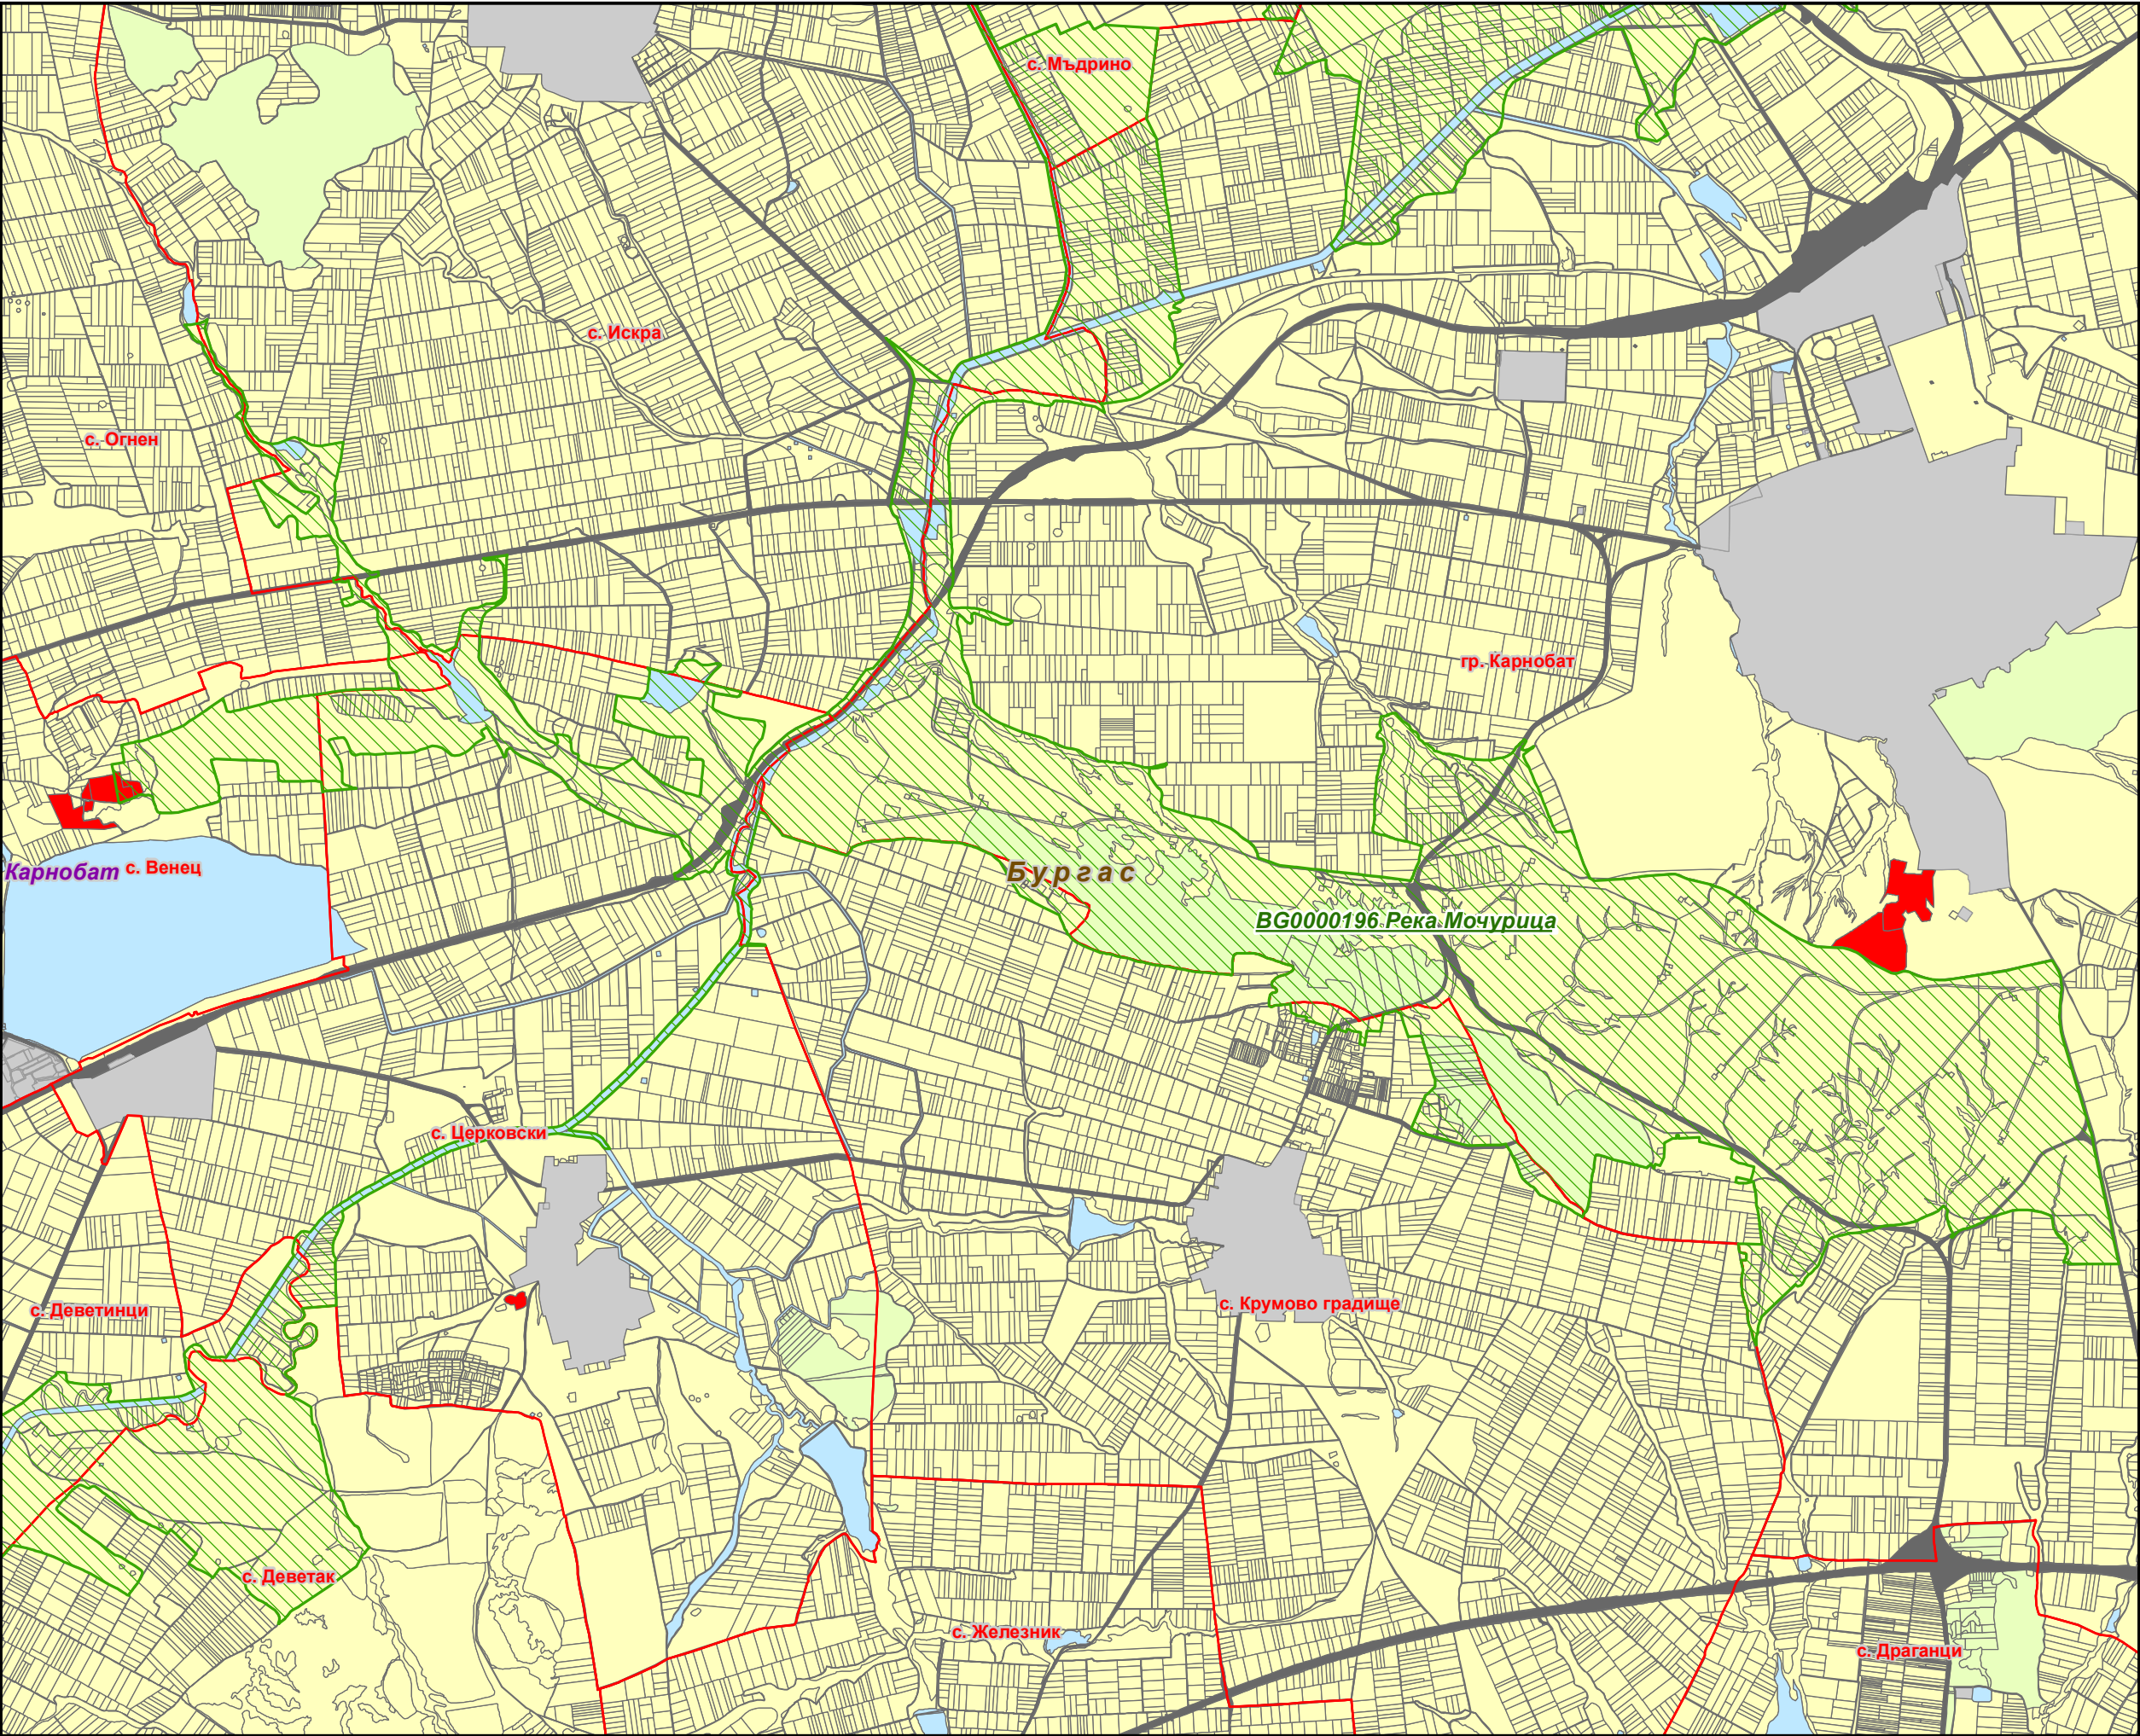 с. Мъдрино
с. Искра
с. Огнен
гр. Карнобат
Карнобат
с. Венец
Бургас
BG0000196 Река Мочурица
с. Церковски
с. Деветинци
с. Крумово градище
с. Деветак
с. Железник
с. Драганци